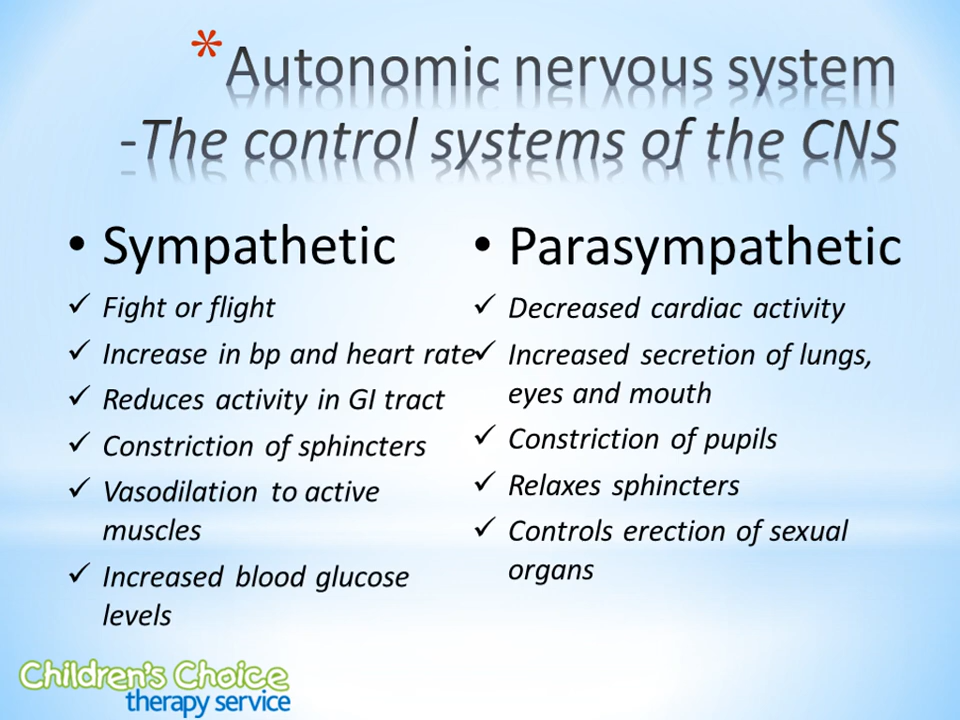 *Autonomic nervous system
-The control systems of the CNS
• Sympathetic
✓ Fight or flight
✓ Increase in bp and heart rate
✓ Reduces activity in GI tract
✓ Constriction of sphincters
✓ Vasodilation to active
muscles
✓ Increased blood glucose
levels
• Parasympathetic
✓ Decreased cardiac activity
✓ Increased secretion of lungs,
eyes and mouth
✓ Constriction of pupils
✓ Relaxes sphincters
✓ Controls erection of sexual
organs
Children's Choice
therapy service